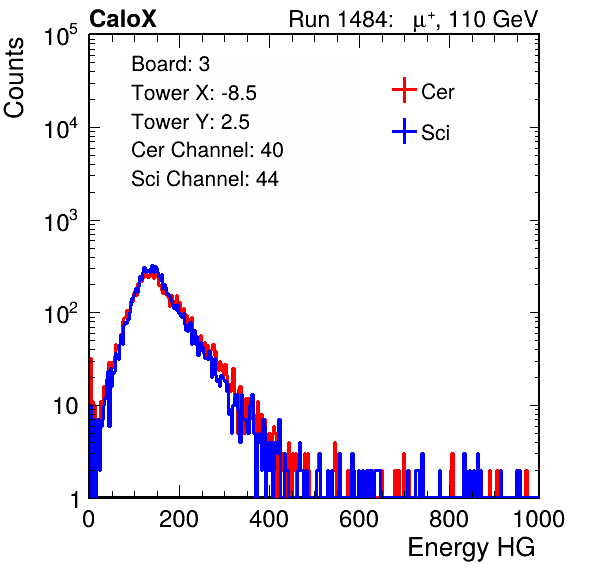 CaloX Run 1484: μ⁺, 110 GeV
Counts
Board: 3
Tower X: -8.5
Tower Y: 2.5
Cer Channel: 40
Sci Channel: 44
Cer
Sci
10⁵
10⁴
10³
10²
10
1
0 200 400 600 800 1000
Energy HG